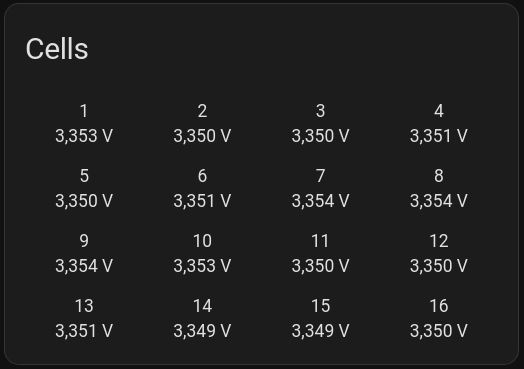 Cells
1 2 3 4
3,353 V 3,350 V 3,350 V 3,351 V
5 6 7 8
3,350 V 3,351 V 3,354 V 3,354 V
9 10 11 12
3,354 V 3,353 V 3,350 V 3,350 V
13 14 15 16
3,351 V 3,349 V 3,349 V 3,350 V